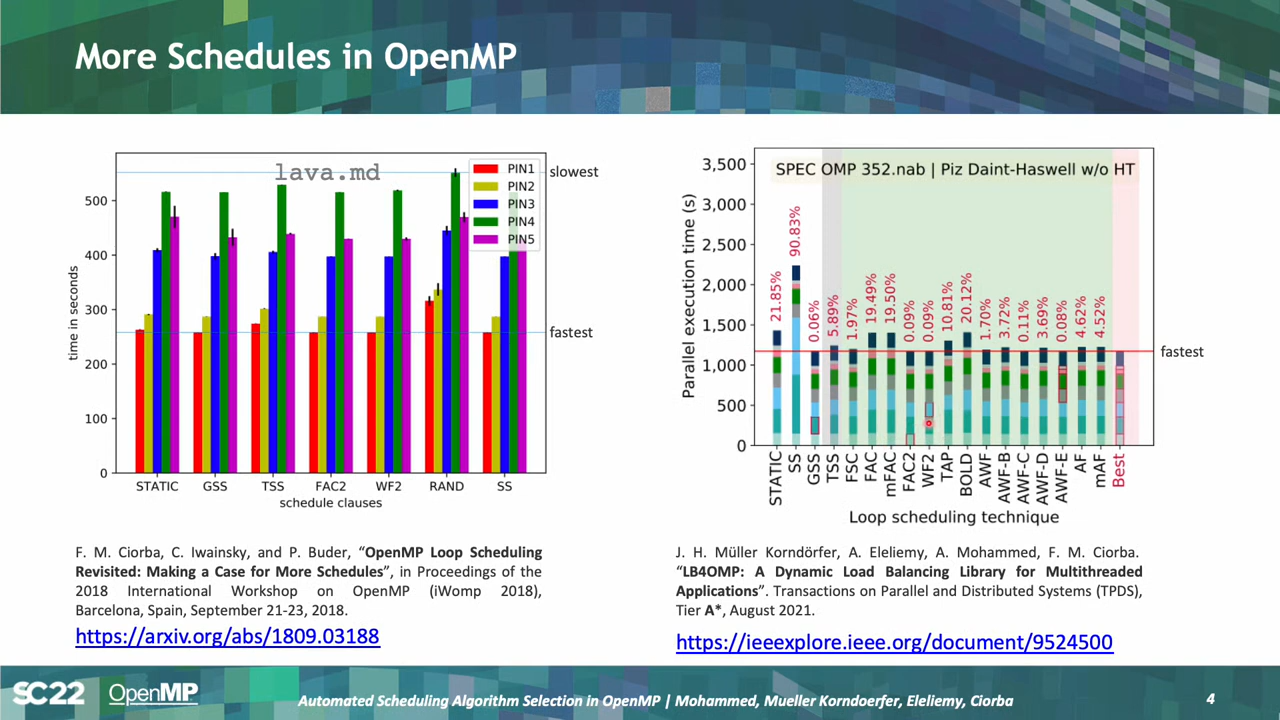 More Schedules in OpenMP
lava.md
PIN1
PIN2
PIN3
PIN4
PIN5
slowest
fastest
500
400
300
200
100
0
time in seconds
STATIC GSS TSS FAC2 WF2 RAND SS
schedule clauses
SPEC OMP 352.nab | Piz Daint-Haswell w/o HT
3,500
3,000
2,500
2,000
1,500
1,000
500
0
Parallel execution time (s)
21.85% 90.83% 0.06% 5.89% 1.97% 19.49% 19.50% 0.09% 0.09% 10.81% 20.12% 1.70% 3.72% 0.11% 3.69% 0.08% 4.62% 4.52%
fastest
STATIC SS GSS TSS FSC FAC mFAC FAC2 WF2 TAP BOLD AWF AWF-B AWF-C AWF-D AWF-E AF mAF Best
Loop scheduling technique
F. M. Ciorba, C. Iwainsky, and P. Buder, “OpenMP Loop Scheduling
Revisited: Making a Case for More Schedules”, in Proceedings of the
2018 International Workshop on OpenMP (iWomp 2018),
Barcelona, Spain, September 21-23, 2018.
https://arxiv.org/abs/1809.03188
J. H. Müller Korndörfer, A. Eleliemy, A. Mohammed, F. M. Ciorba.
“LB4OMP: A Dynamic Load Balancing Library for Multithreaded
Applications”. Transactions on Parallel and Distributed Systems (TPDS),
Tier A*, August 2021.
https://ieeexplore.ieee.org/document/9524500
SC22 OpenMP
Automated Scheduling Algorithm Selection in OpenMP | Mohammed, Mueller Korndoerfer, Eleliemy, Ciorba
4